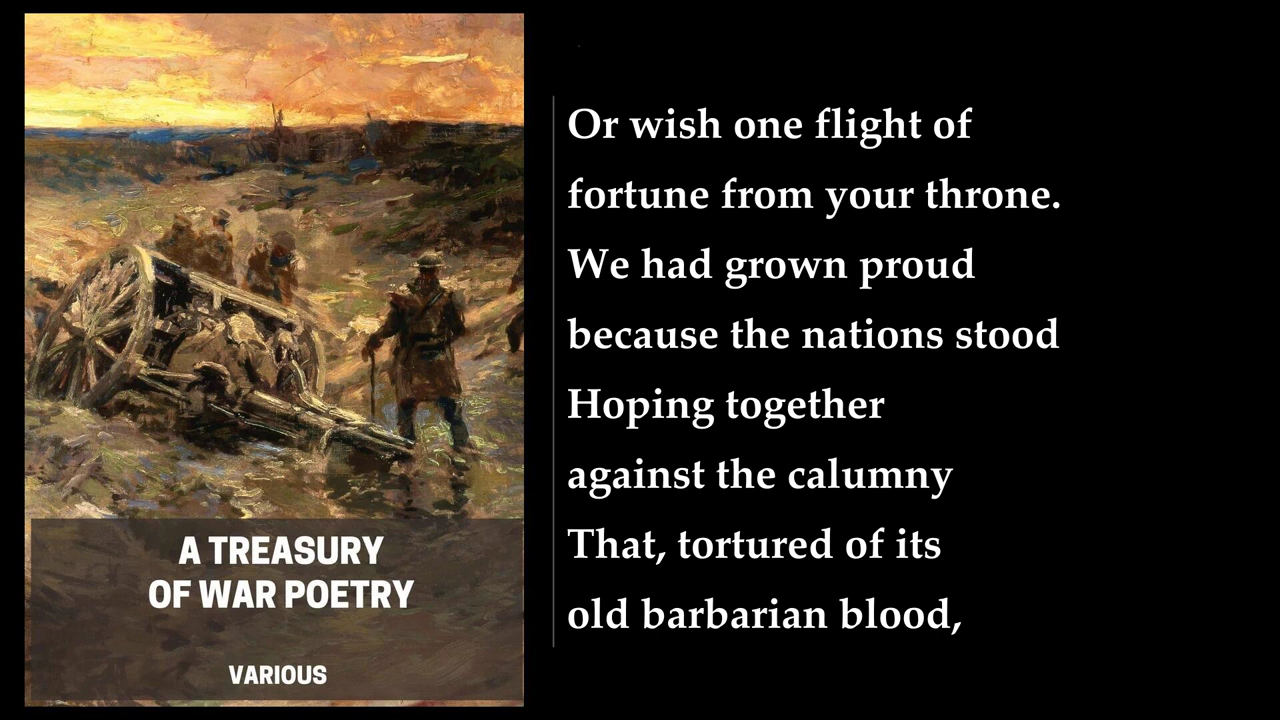 A TREASURY
OF WAR POETRY
VARIOUS
Or wish one flight of
fortune from your throne.
We had grown proud
because the nations stood
Hoping together
against the calumny
That, tortured of its
old barbarian blood,